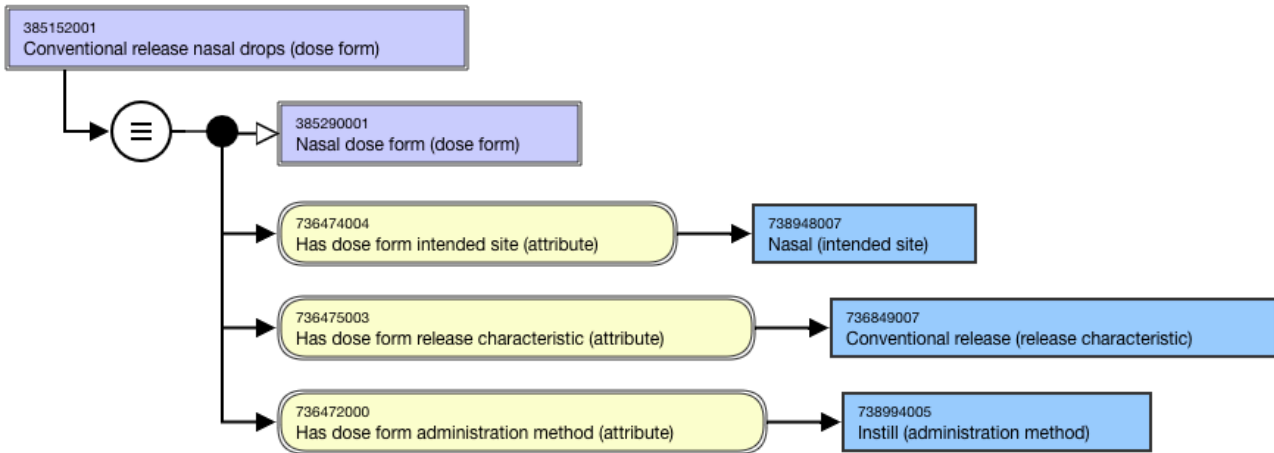 385152001
Conventional release nasal drops (dose form)
385290001
Nasal dose form (dose form)
736474004
Has dose form intended site (attribute)
738948007
Nasal (intended site)
736475003
Has dose form release characteristic (attribute)
736849007
Conventional release (release characteristic)
736472000
Has dose form administration method (attribute)
738994005
Instill (administration method)